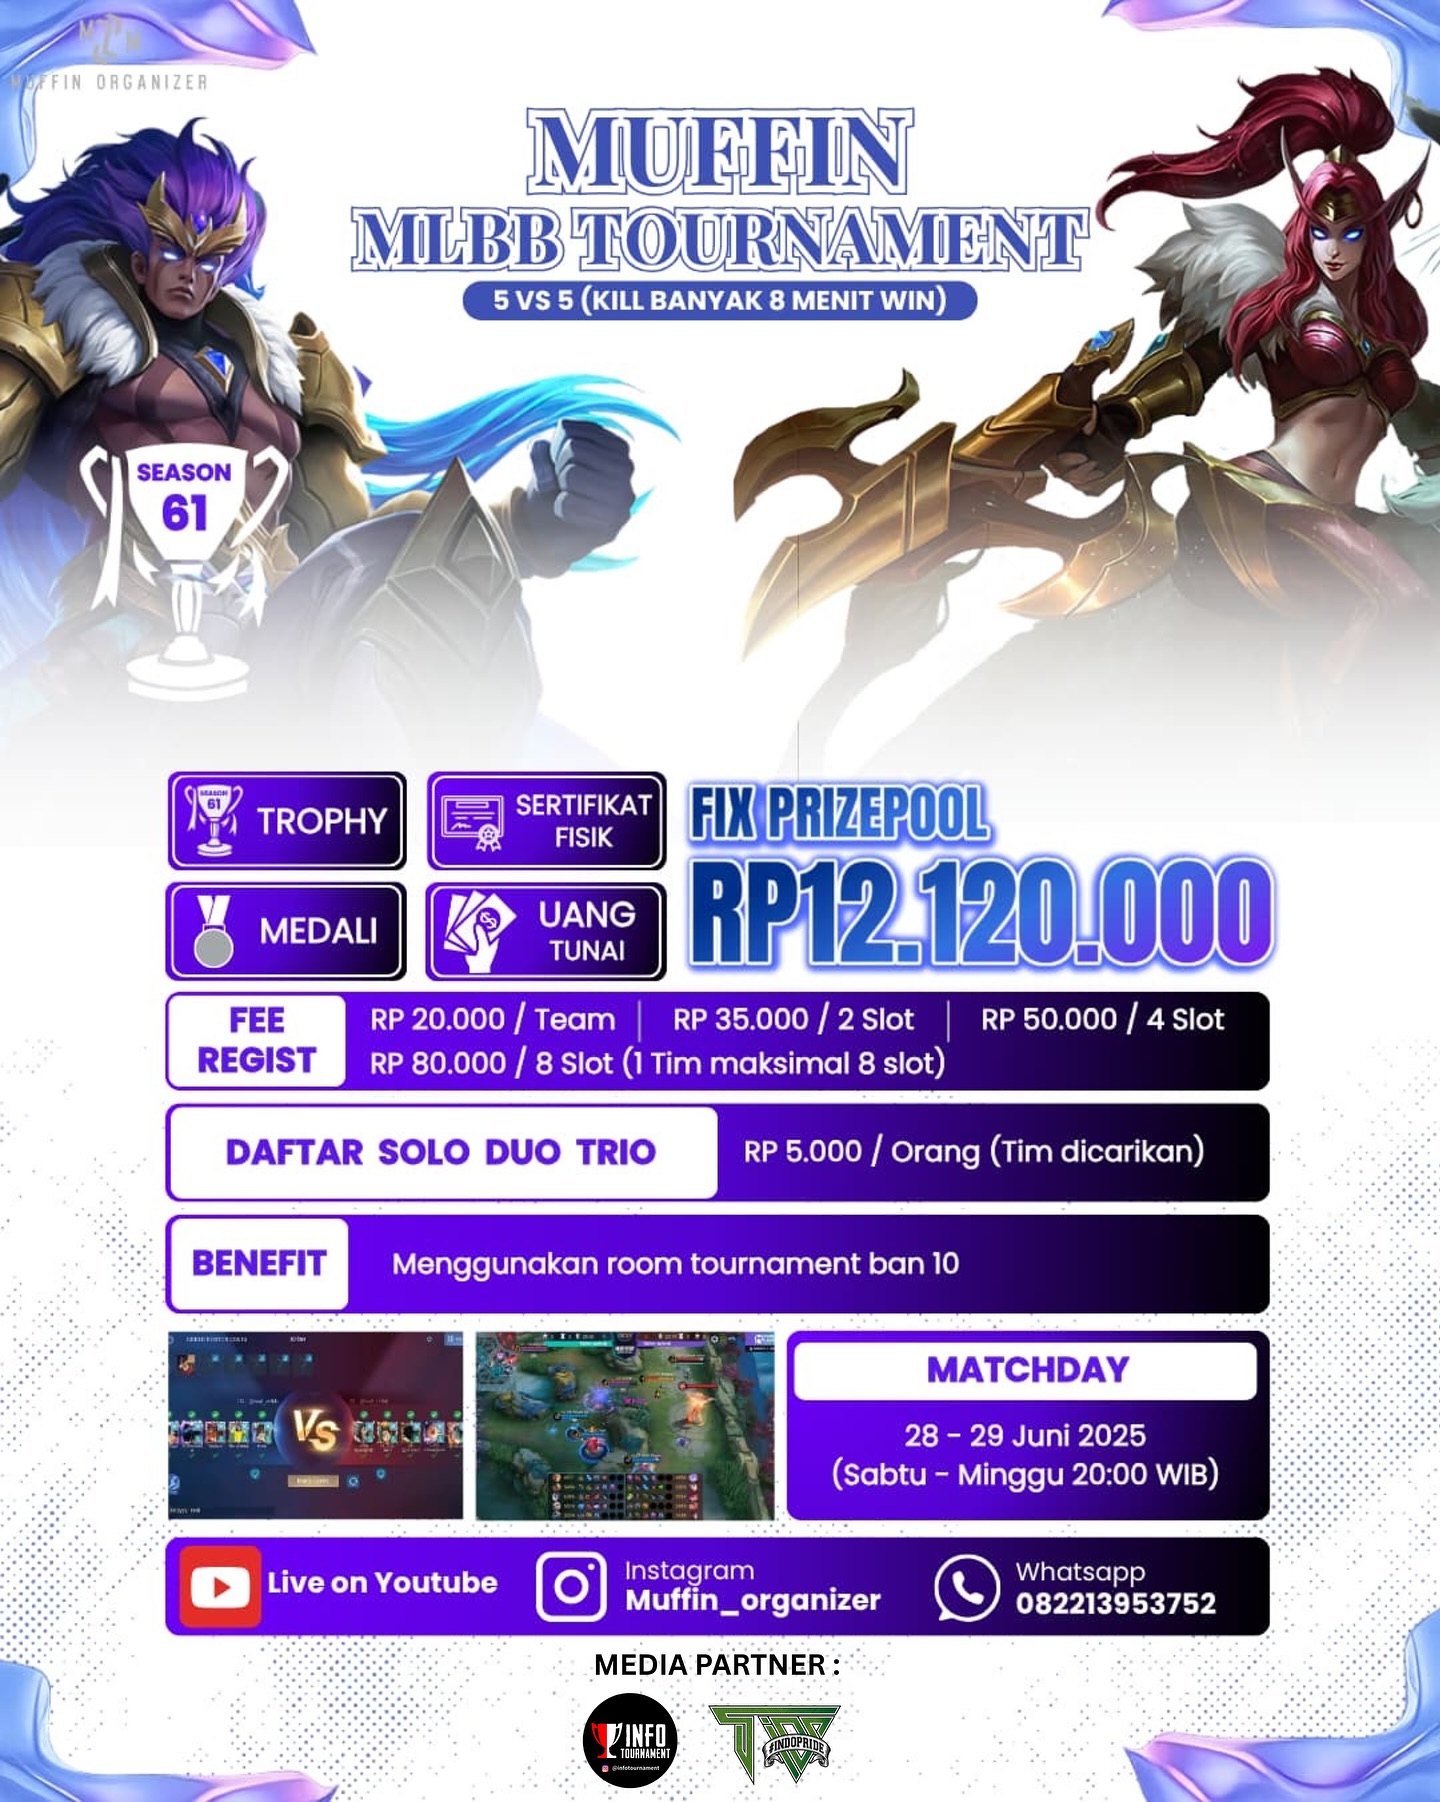 MUFFIN ORGANIZER
MUFFIN
MLBB TOURNAMENT
5 VS 5 (KILL BANYAK 8 MENIT WIN)
SEASON
61
SEASON
61
TROPHY
SERTIFIKAT
FISIK
MEDALI
UANG
TUNAI
FIX PRIZEPOOL
RP12.120.000
FEE
REGIST
RP 20.000 / Team | RP 35.000 / 2 Slot | RP 50.000 / 4 Slot
RP 80.000 / 8 Slot (1 Tim maksimal 8 slot)
DAFTAR SOLO DUO TRIO
RP 5.000 / Orang (Tim dicarikan)
BENEFIT
Menggunakan room tournament ban 10
VS
MATCHDAY
28 - 29 Juni 2025
(Sabtu - Minggu 20:00 WIB)
Live on Youtube
Instagram
Muffin_organizer
Whatsapp
082213953752
MEDIA PARTNER :
INFO
TOURNAMENT
@infotournament
#INDOPRIDE